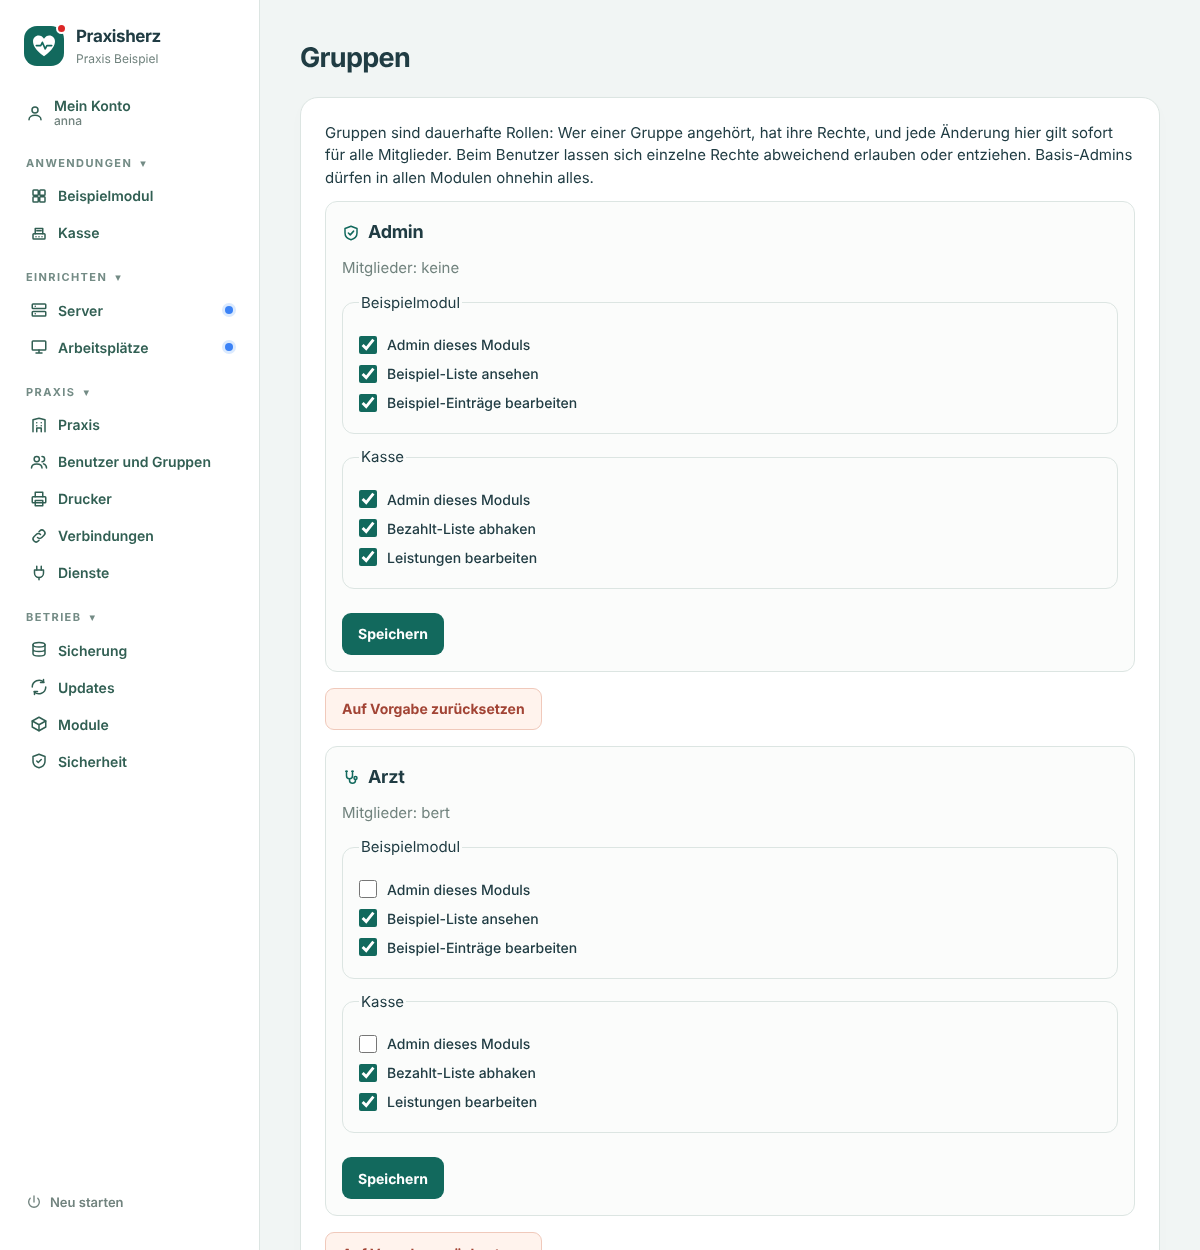 Praxisherz
Praxis Beispiel
Mein Konto
anna
ANWENDUNGEN ▾
Beispielmodul
Kasse
EINRICHTEN ▾
Server
Arbeitsplätze
PRAXIS ▾
Praxis
Benutzer und Gruppen
Drucker
Verbindungen
Dienste
BETRIEB ▾
Sicherung
Updates
Module
Sicherheit
Neu starten
Gruppen
Gruppen sind dauerhafte Rollen: Wer einer Gruppe angehört, hat ihre Rechte, und jede Änderung hier gilt sofort
für alle Mitglieder. Beim Benutzer lassen sich einzelne Rechte abweichend erlauben oder entziehen. Basis-Admins
dürfen in allen Modulen ohnehin alles.
Admin
Mitglieder: keine
Beispielmodul
Admin dieses Moduls
Beispiel-Liste ansehen
Beispiel-Einträge bearbeiten
Kasse
Admin dieses Moduls
Bezahlt-Liste abhaken
Leistungen bearbeiten
Speichern
Auf Vorgabe zurücksetzen
Arzt
Mitglieder: bert
Beispielmodul
Admin dieses Moduls
Beispiel-Liste ansehen
Beispiel-Einträge bearbeiten
Kasse
Admin dieses Moduls
Bezahlt-Liste abhaken
Leistungen bearbeiten
Speichern